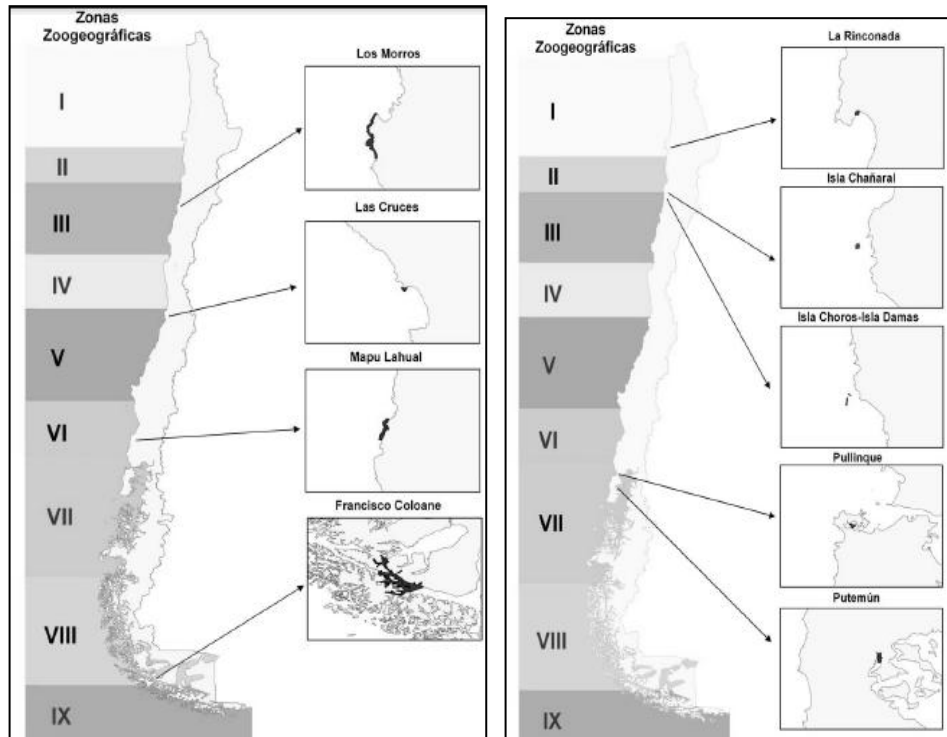 Zonas
Zoogeográficas
I
II
III
IV
V
VI
VII
VIII
IX
Los Morros
Las Cruces
Mapu Lahual
Francisco Coloane
Zonas
Zoogeográficas
I
II
III
IV
V
VI
VII
VIII
IX
La Rinconada
Isla Chañaral
Isla Choros-Isla Damas
Pullinque
Putemún